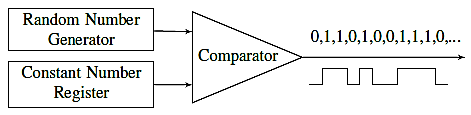 Random Number
Generator
Constant Number
Register
Comparator
0,1,1,0,1,0,0,1,1,1,0,...